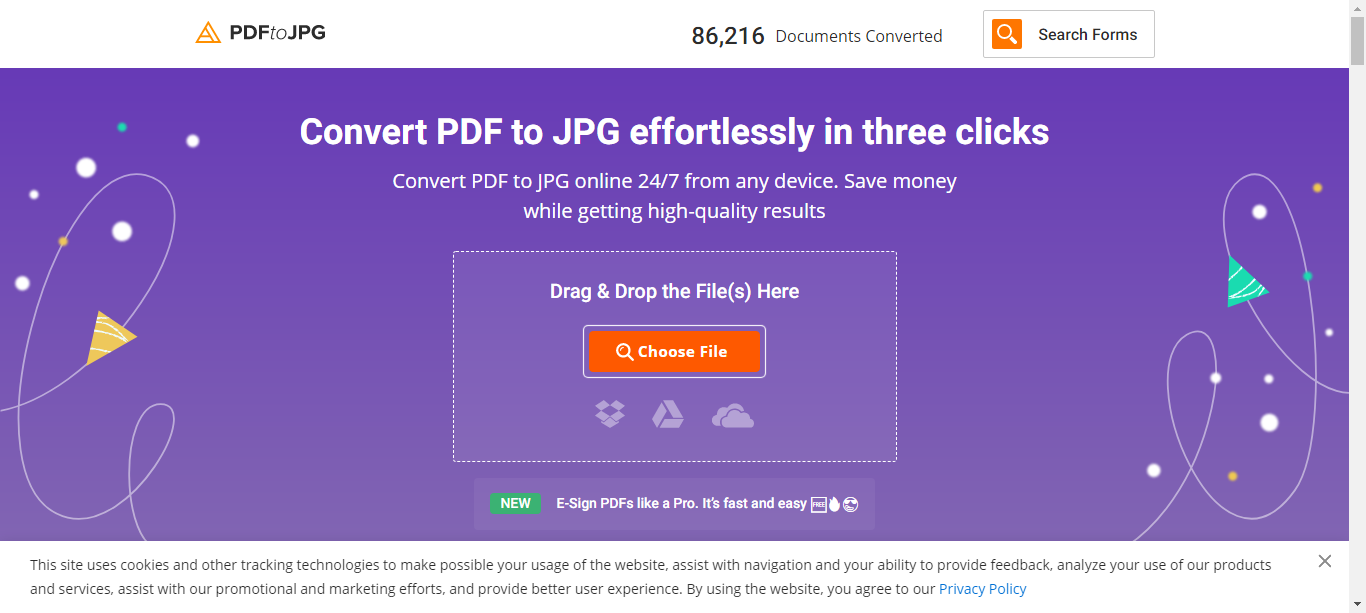 PDFtoJPG
86,216 Documents Converted
Search Forms
Convert PDF to JPG effortlessly in three clicks
Convert PDF to JPG online 24/7 from any device. Save money
while getting high-quality results
Drag & Drop the File(s) Here
Choose File
NEW E-Sign PDFs like a Pro. It's fast and easy FREE
This site uses cookies and other tracking technologies to make possible your usage of the website, assist with navigation and your ability to provide feedback, analyze your use of our products
and services, assist with our promotional and marketing efforts, and provide better user experience. By using the website, you agree to our Privacy Policy